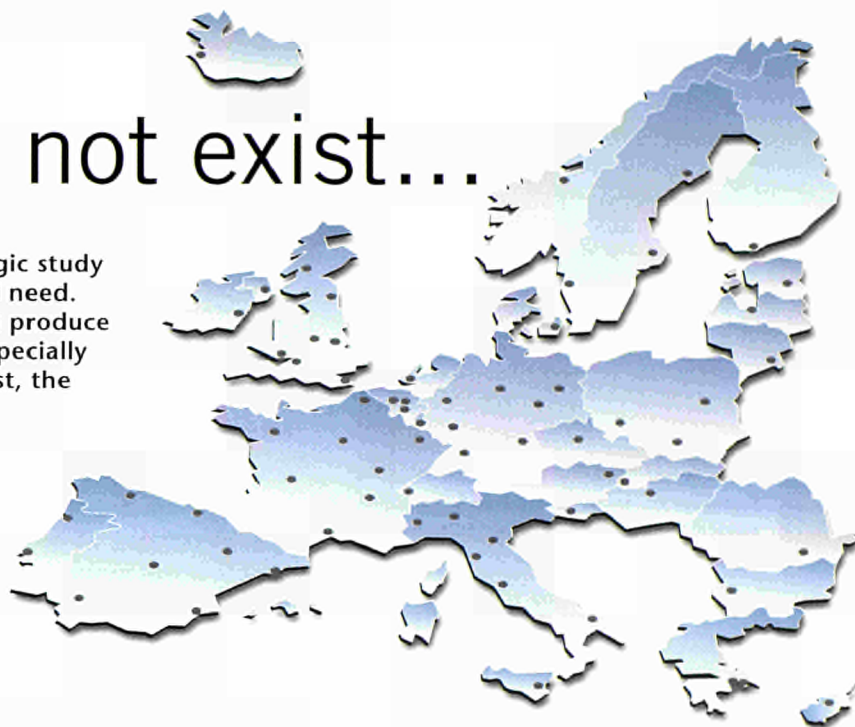 not exist...
gic study
need.
produce
pecially
st, the